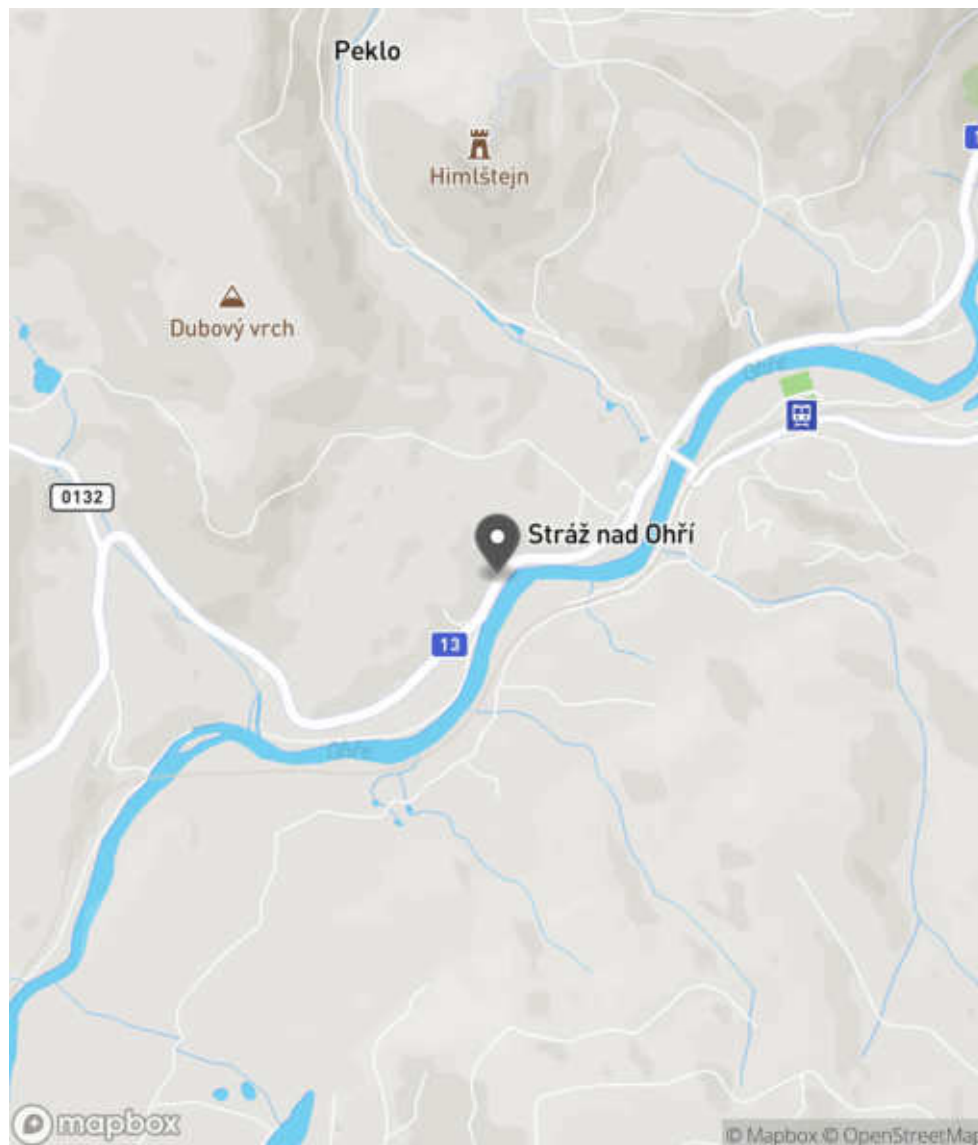 Peklo
Himlštejn
Dubový vrch
Ohře
0132
Stráž nad Ohří
13
Ohře
mapbox
© Mapbox © OpenStreetMa